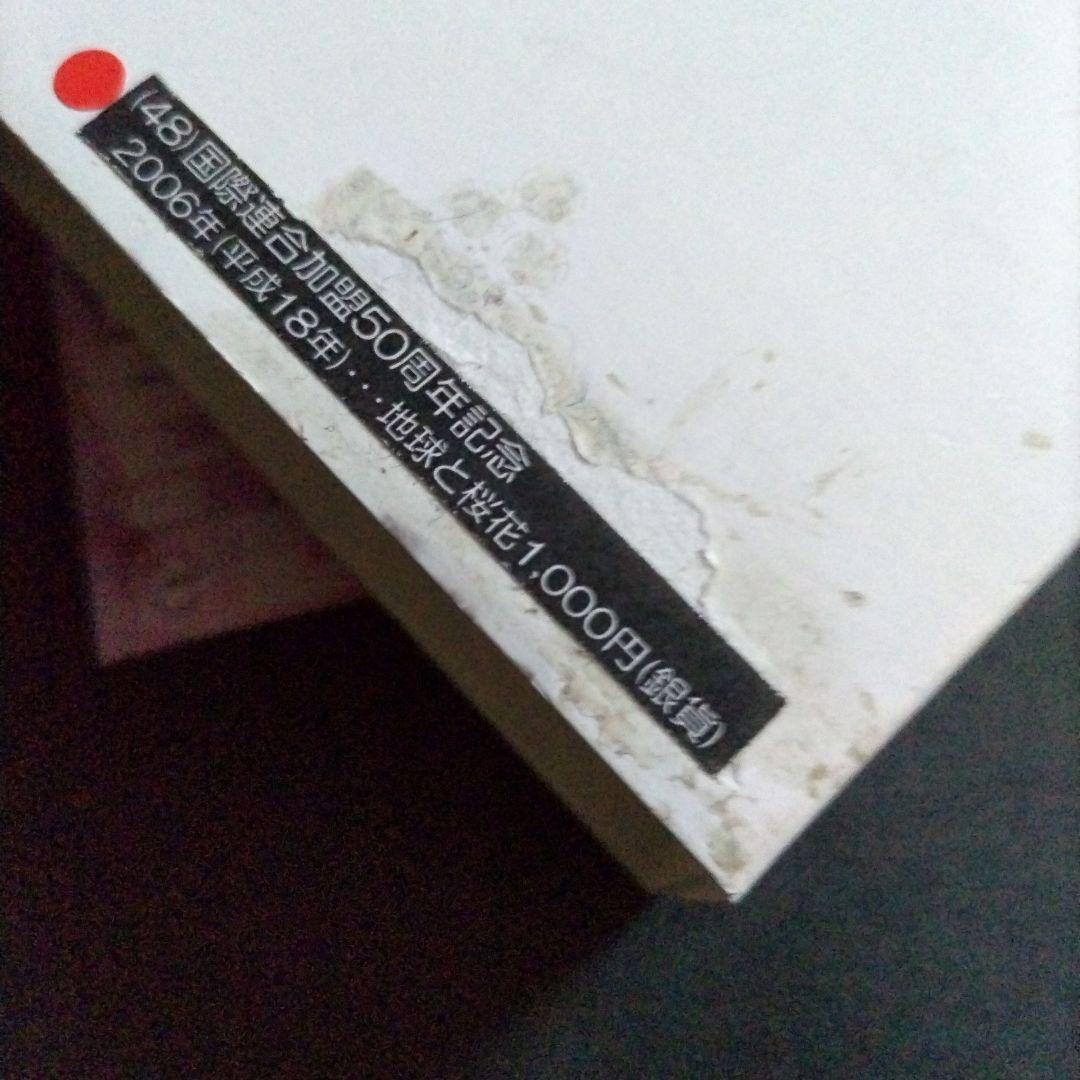 (48)国際連合加盟50周年記念
2006年(平成18年)・・・地球と桜花1,000円(銀貨)